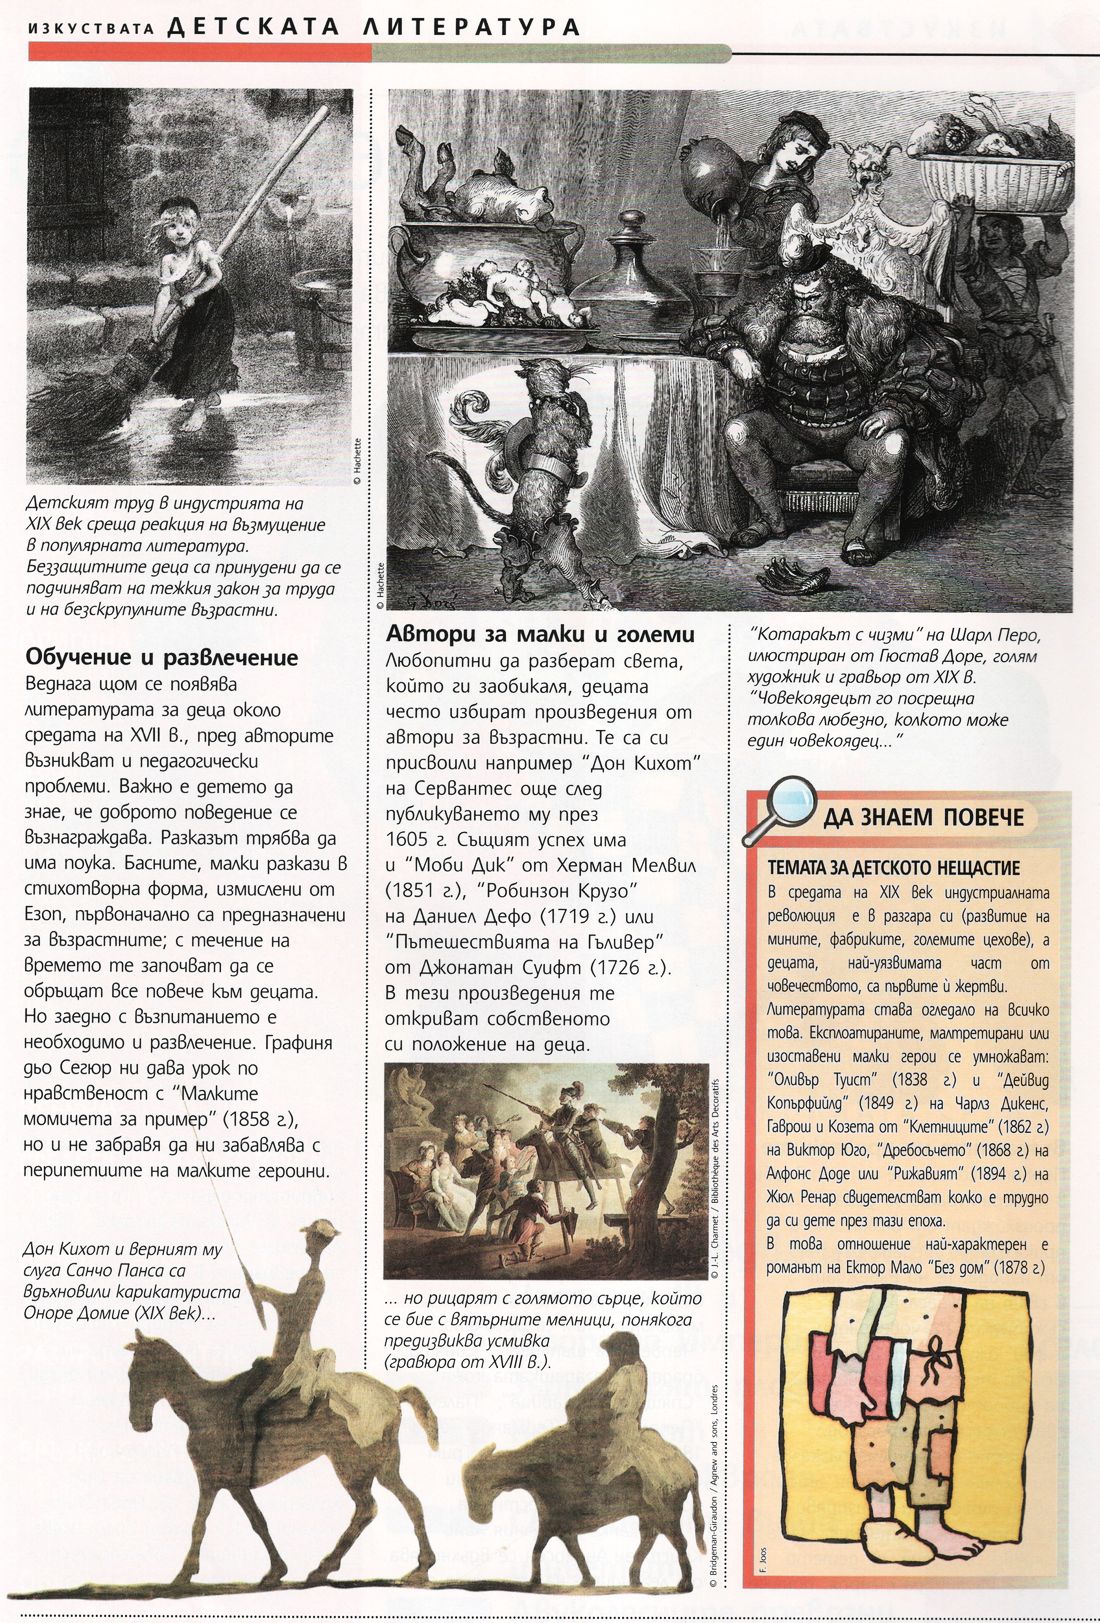 ИЗКУСТВАТА ДЕТСКАТА ЛИТЕРАТУРА
© Hachette
Детският труд в индустрията на
XIX век среща реакция на възмущение
в популярната литература.
Беззащитните деца са принудени да се
подчиняват на тежкия закон за труда
и на безскрупулните възрастни.
Обучение и развлечение
Веднага щом се появява
литературата за деца около
средата на XVII в., пред авторите
възникват и педагогически
проблеми. Важно е детето да
знае, че доброто поведение се
възнаграждава. Разказът трябва да
има поука. Басните, малки разкази в
стихотворна форма, измислени от
Езоп, първоначално са предназначени
за възрастните; с течение на
времето те започват да се
обръщат все повече към децата.
Но заедно с възпитанието е
необходимо и развлечение. Графиня
дьо Сегюр ни дава урок по
нравственост с “Малките
момичета за пример” (1858 г.),
но и не забравя да ни забавлява с
перипетиите на малките героини.
Дон Кихот и верният му
слуга Санчо Панса са
вдъхновили карикатуриста
Оноре Домие (XIX век)...
© Hachette
G Doré
Автори за малки и големи
Любопитни да разберат света,
който ги заобикаля, децата
често избират произведения от
автори за възрастни. Те са си
присвоили например “Дон Кихот”
на Сервантес още след
публикуването му през
1605 г. Същият успех има
и “Моби Дик” от Херман Мелвил
(1851 г.), “Робинзон Крузо”
на Даниел Дефо (1719 г.) или
“Пътешествията на Гъливер”
от Джонатан Суифт (1726 г.).
В тези произведения те
откриват собственото
си положение на деца.
© J.-L. Charmet / Bibliothèque des Arts Decoratifs
... но рицарят с голямото сърце, който
се бие с вятърните мелници, понякога
предизвиква усмивка
(гравюра от XVIII в.).
© Bridgeman-Giraudon / Agnew and sons, Londres
“Котаракът с чизми” на Шарл Перо,
илюстриран от Гюстав Доре, голям
художник и гравьор от XIX в.
“Човекоядецът го посрещна
толкова любезно, колкото може
един човекоядец...”
ДА ЗНАЕМ ПОВЕЧЕ
ТЕМАТА ЗА ДЕТСКОТО НЕЩАСТИЕ
В средата на XIX век индустриалната
революция е в разгара си (развитие на
мините, фабриките, големите цехове), а
децата, най-уязвимата част от
човечеството, са първите ѝ жертви.
Литературата става огледало на всичко
това. Експлоатираните, малтретирани или
изоставени малки герои се умножават:
“Оливър Туист” (1838 г.) и “Дейвид
Копърфийлд” (1849 г.) на Чарлз Дикенс,
Гаврош и Козета от “Клетниците” (1862 г.)
на Виктор Юго, “Дребосъчето” (1868 г.) на
Алфонс Доде или “Рижавият” (1894 г.) на
Жюл Ренар свидетелстват колко е трудно
да си дете през тази епоха.
В това отношение най-характерен е
романът на Ектор Мало “Без дом” (1878 г.)
F. Joos